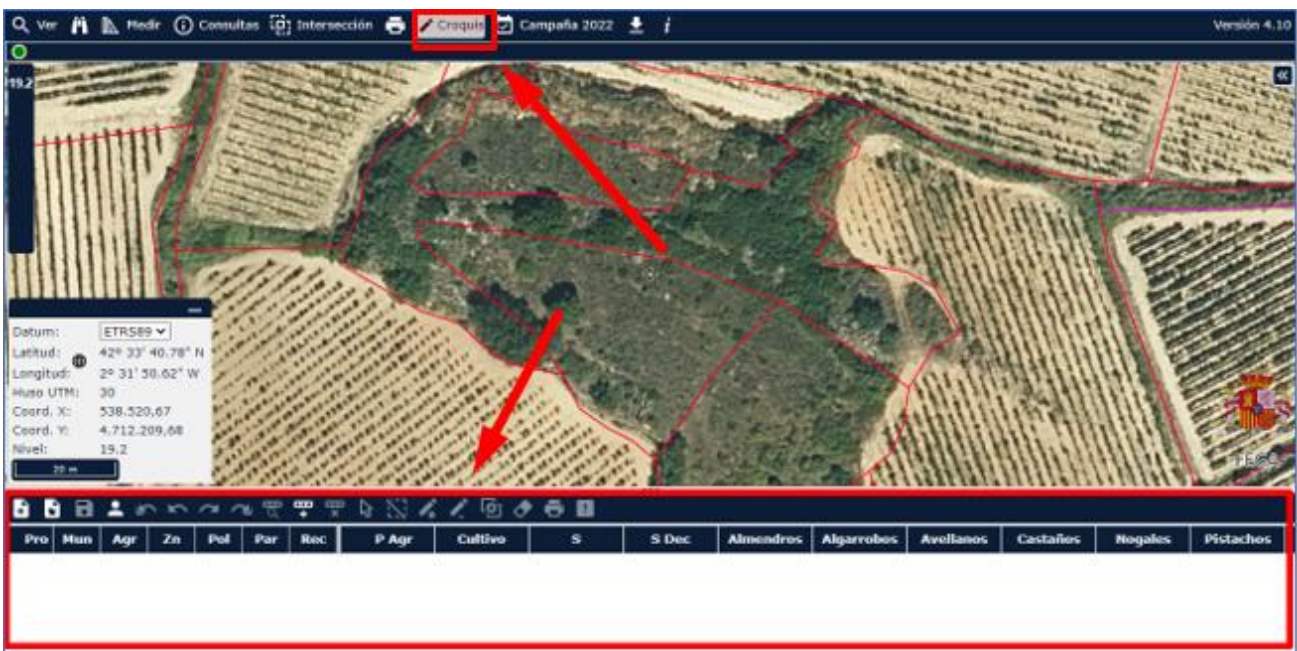 Ver Medir Consultas Intersección Croquis Campaña 2022 Versión 4.10
19.2
Datum: ETRS89
Latitud: 42º 33' 40.78" N
Longitud: 2º 31' 50.62" W
Huso UTM: 30
Coord. X: 538.520,67
Coord. Y: 4.712.209,68
Nivel: 19.2
20 m
Pro Mun Agr Zn Pol Par Rec P Agr Cultivo S S Dec Almendros Algarrobos Avellanos Castaños Nogales Pistachos